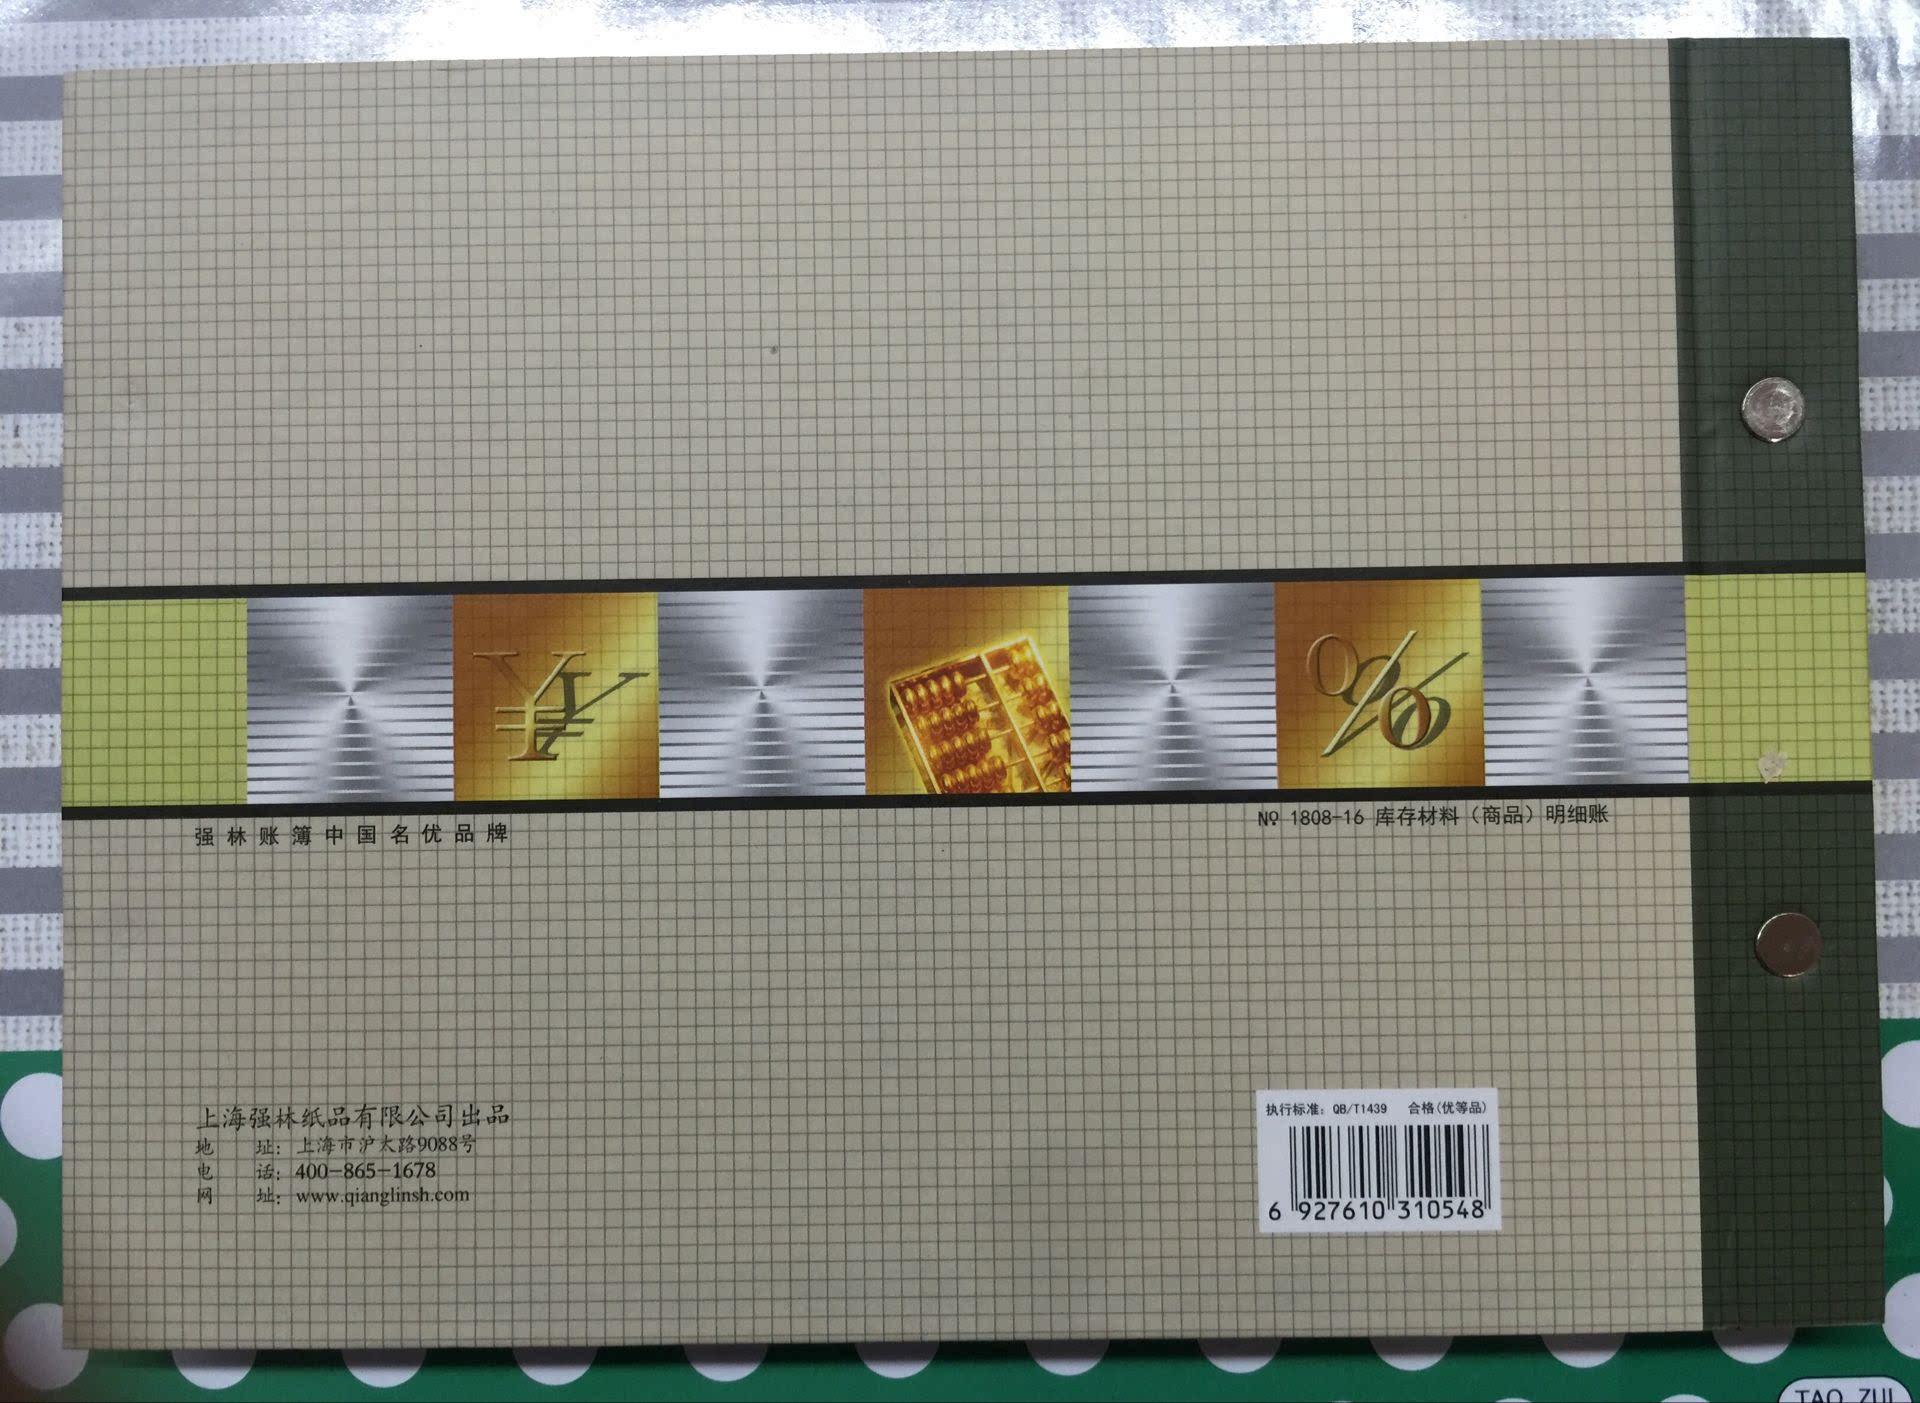 强林账簿中国名优品牌
№ 1808-16 库存材料（商品）明细账
上海强林纸品有限公司出品
地　　址：上海市沪太路9088号
电　　话：400-865-1678
网　　址：www.qianglinsh.com
执行标准：QB/T1439　合格(优等品)
6 927610 310548
TAO ZUI